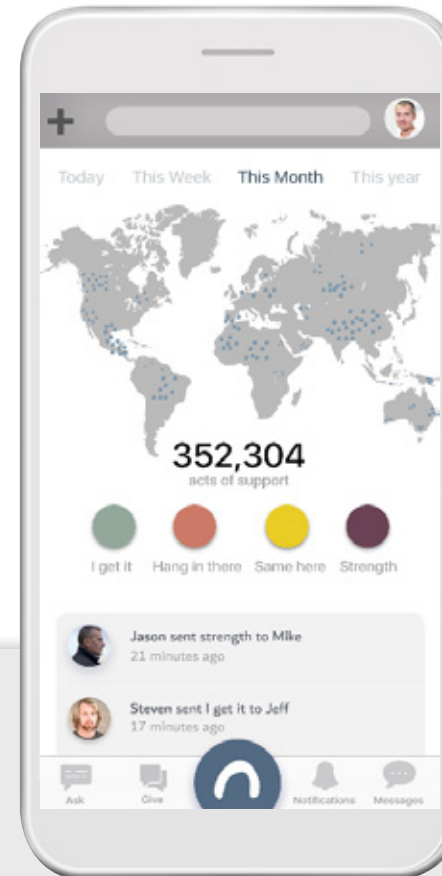 Today This Week This Month This year
352,304
acts of support
I get it Hang in there Same here Strength
Jason sent strength to Mike
21 minutes ago
Steven sent I get it to Jeff
17 minutes ago
Ask Give Notifications Messages